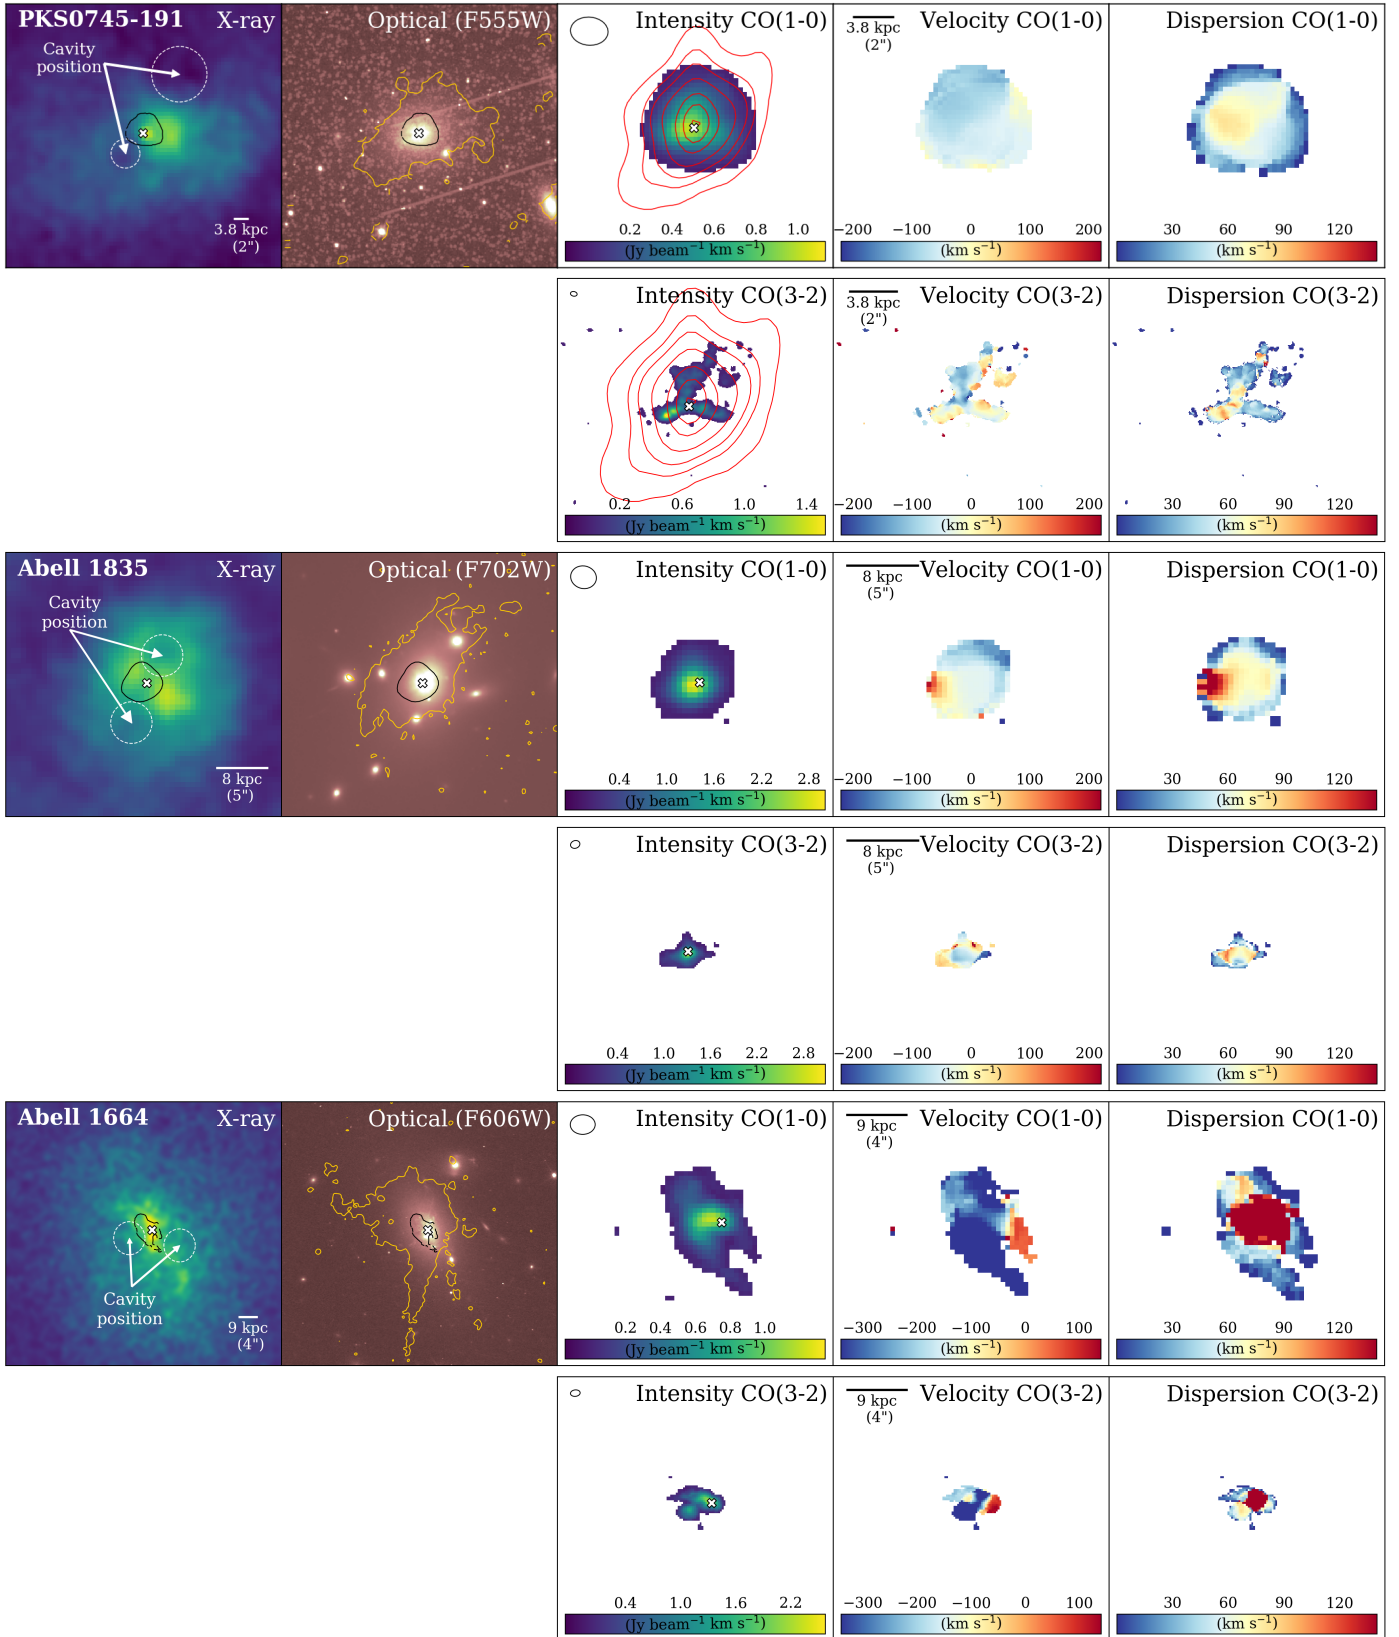 PKS0745-191 X-ray
Cavity
position
3.8 kpc
(2")
Optical (F555W)
Intensity CO(1-0)
0.2 0.4 0.6 0.8 1.0
(Jy beam⁻¹ km s⁻¹)
3.8 kpc
(2")
Velocity CO(1-0)
−200 −100 0 100 200
(km s⁻¹)
Dispersion CO(1-0)
30 60 90 120
(km s⁻¹)
Intensity CO(3-2)
0.2 0.6 1.0 1.4
(Jy beam⁻¹ km s⁻¹)
3.8 kpc
(2")
Velocity CO(3-2)
−200 −100 0 100 200
(km s⁻¹)
Dispersion CO(3-2)
30 60 90 120
(km s⁻¹)
Abell 1835 X-ray
Cavity
position
8 kpc
(5")
Optical (F702W)
Intensity CO(1-0)
0.4 1.0 1.6 2.2 2.8
(Jy beam⁻¹ km s⁻¹)
8 kpc
(5")
Velocity CO(1-0)
−200 −100 0 100 200
(km s⁻¹)
Dispersion CO(1-0)
30 60 90 120
(km s⁻¹)
Intensity CO(3-2)
0.4 1.0 1.6 2.2 2.8
(Jy beam⁻¹ km s⁻¹)
8 kpc
(5")
Velocity CO(3-2)
−200 −100 0 100 200
(km s⁻¹)
Dispersion CO(3-2)
30 60 90 120
(km s⁻¹)
Abell 1664 X-ray
Cavity
position
9 kpc
(4")
Optical (F606W)
Intensity CO(1-0)
0.2 0.4 0.6 0.8 1.0
(Jy beam⁻¹ km s⁻¹)
9 kpc
(4")
Velocity CO(1-0)
−300 −200 −100 0 100
(km s⁻¹)
Dispersion CO(1-0)
30 60 90 120
(km s⁻¹)
Intensity CO(3-2)
0.4 1.0 1.6 2.2
(Jy beam⁻¹ km s⁻¹)
9 kpc
(4")
Velocity CO(3-2)
−300 −200 −100 0 100
(km s⁻¹)
Dispersion CO(3-2)
30 60 90 120
(km s⁻¹)